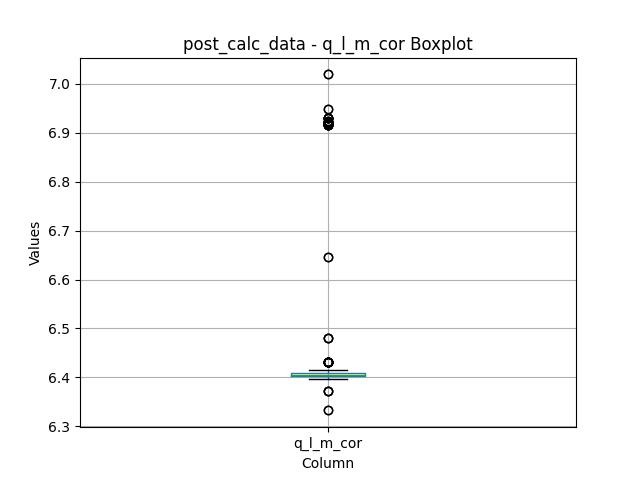 post_calc_data - q_l_m_cor Boxplot
7.0
6.9
6.8
6.7
6.6
6.5
6.4
6.3
Values
q_l_m_cor
Column